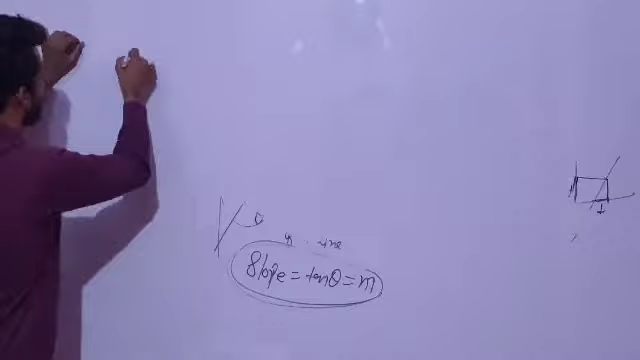 θ
Slope = tanθ = m